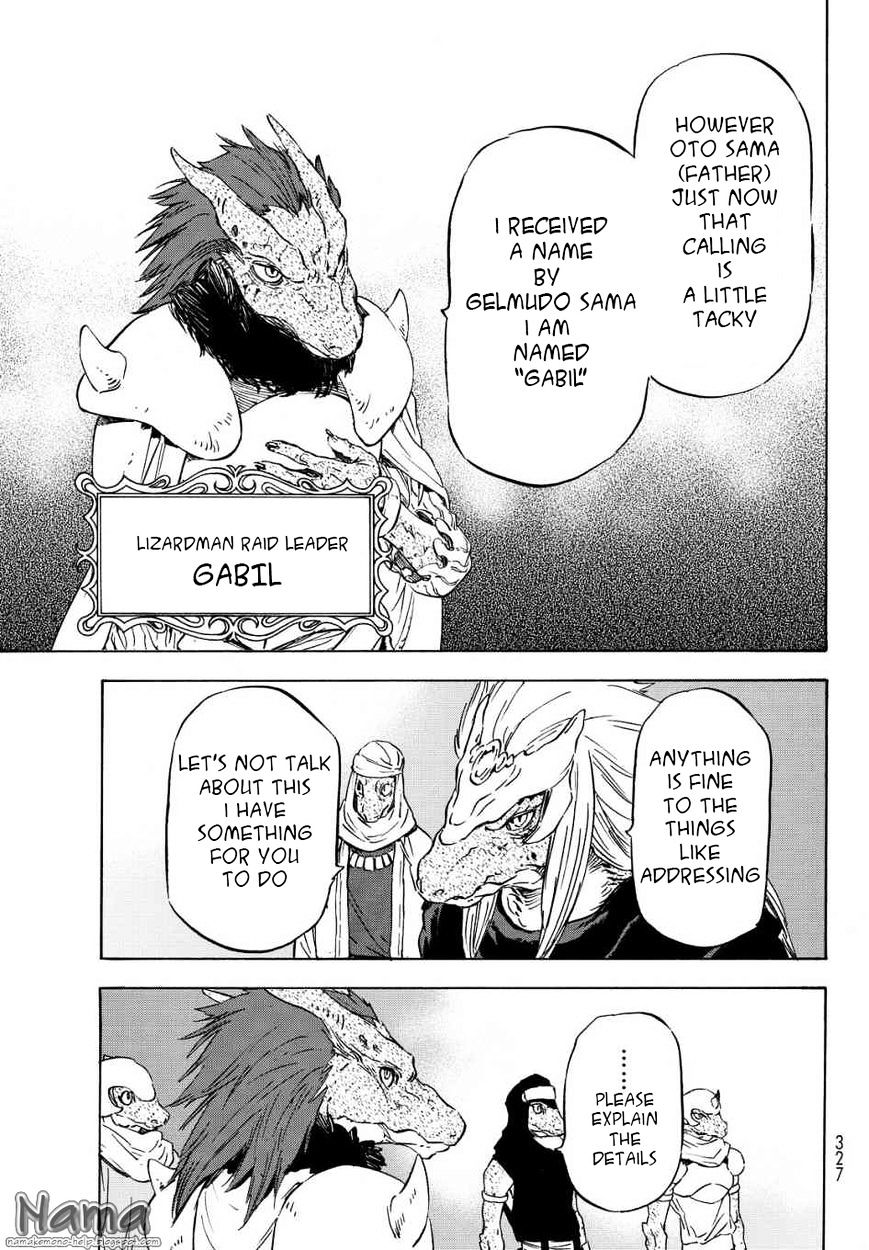 HOWEVER
OTO SAMA
(FATHER)
JUST NOW
THAT
CALLING
IS
A LITTLE
TACKY
I RECEIVED
A NAME
BY
GELMUDO SAMA
I AM
NAMED
"GABIL"
LIZARDMAN RAID LEADER
GABIL
ANYTHING
IS FINE
TO THE
THINGS
LIKE
ADDRESSING
LET'S NOT TALK
ABOUT THIS
I HAVE
SOMETHING
FOR YOU
TO DO
........
PLEASE
EXPLAIN
THE
DETAILS
327
Nama
namakemono-help.blogspot.com